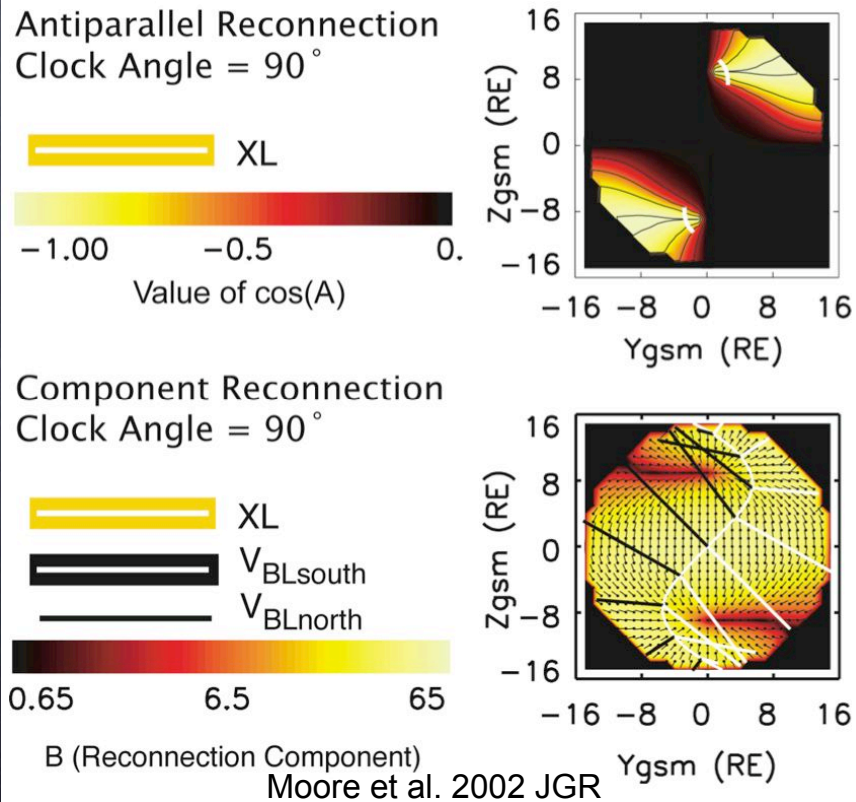 Antiparallel Reconnection
Clock Angle = 90°
XL
−1.00 −0.5 0.
Value of cos(A)
16
8
0
−8
−16
Zgsm (RE)
−16 −8 0 8 16
Ygsm (RE)
Component Reconnection
Clock Angle = 90°
XL
VBLsouth
VBLnorth
0.65 6.5 65
B (Reconnection Component)
16
8
0
−8
−16
Zgsm (RE)
−16 −8 0 8 16
Ygsm (RE)
Moore et al. 2002 JGR